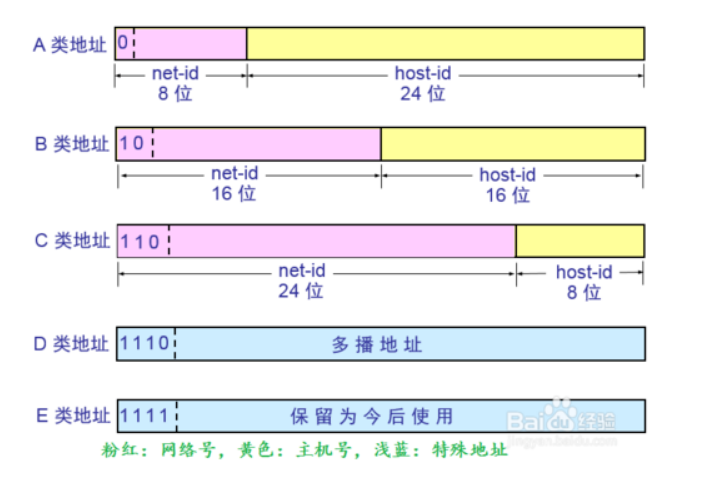 A 类地址 0
net-id host-id
8 位 24 位
B 类地址 10
net-id host-id
16 位 16 位
C 类地址 110
net-id host-id
24 位 8 位
D 类地址 1110 多播地址
E 类地址 1111 保留为今后使用
Baidu 经验
jingyan.baidu.com
粉红：网络号，黄色：主机号，浅蓝：特殊地址